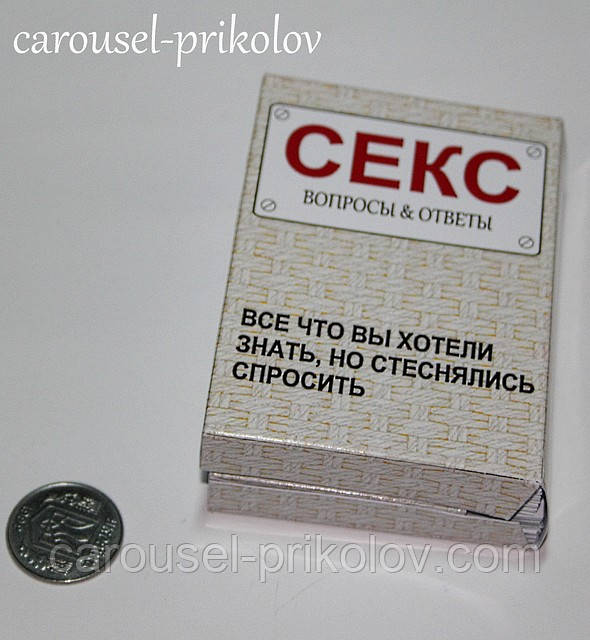 carousel-prikolov
СЕКС
ВОПРОСЫ & ОТВЕТЫ
ВСЕ ЧТО ВЫ ХОТЕЛИ
ЗНАТЬ, НО СТЕСНЯЛИСЬ
СПРОСИТЬ
carousel-prikolov.com